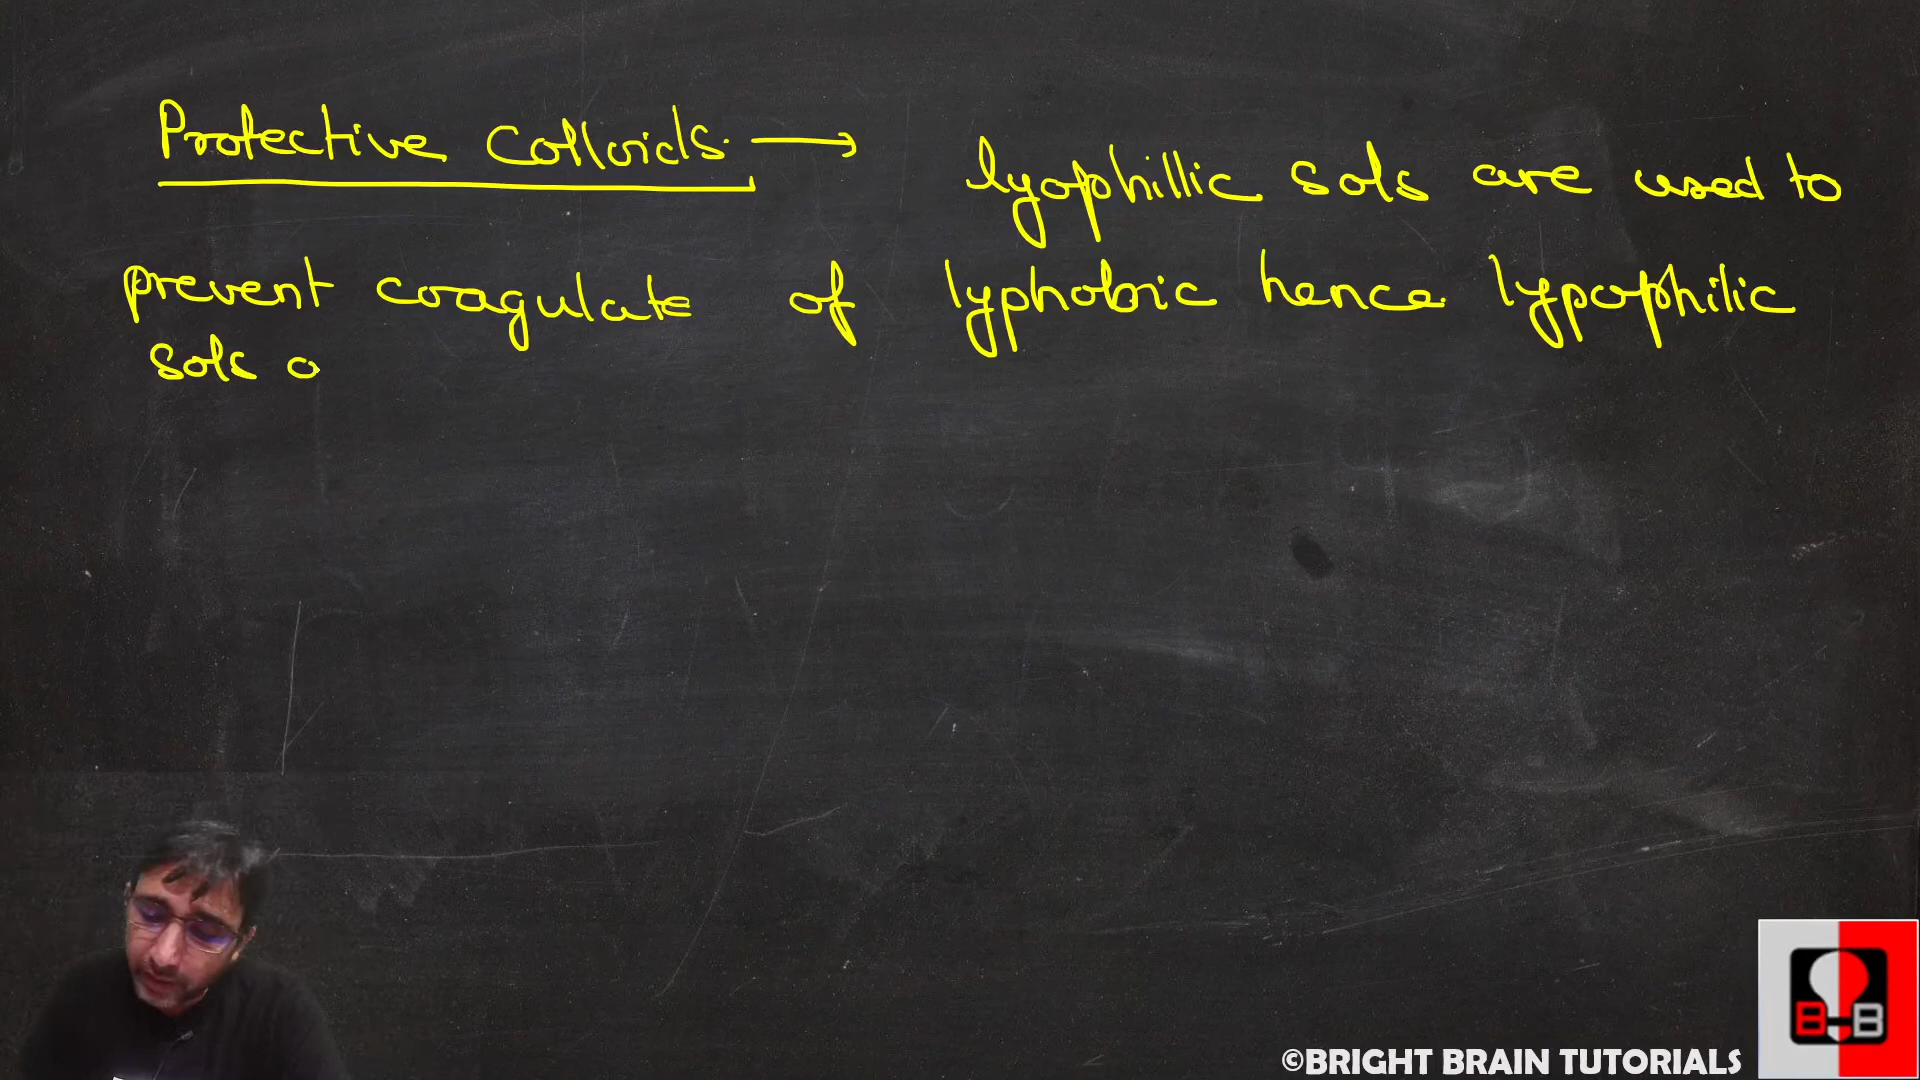 Protective Colloids. → lyophillic sols are used to
prevent coagulate of lyphobic hence lypophilic
sols a
B B
©BRIGHT BRAIN TUTORIALS